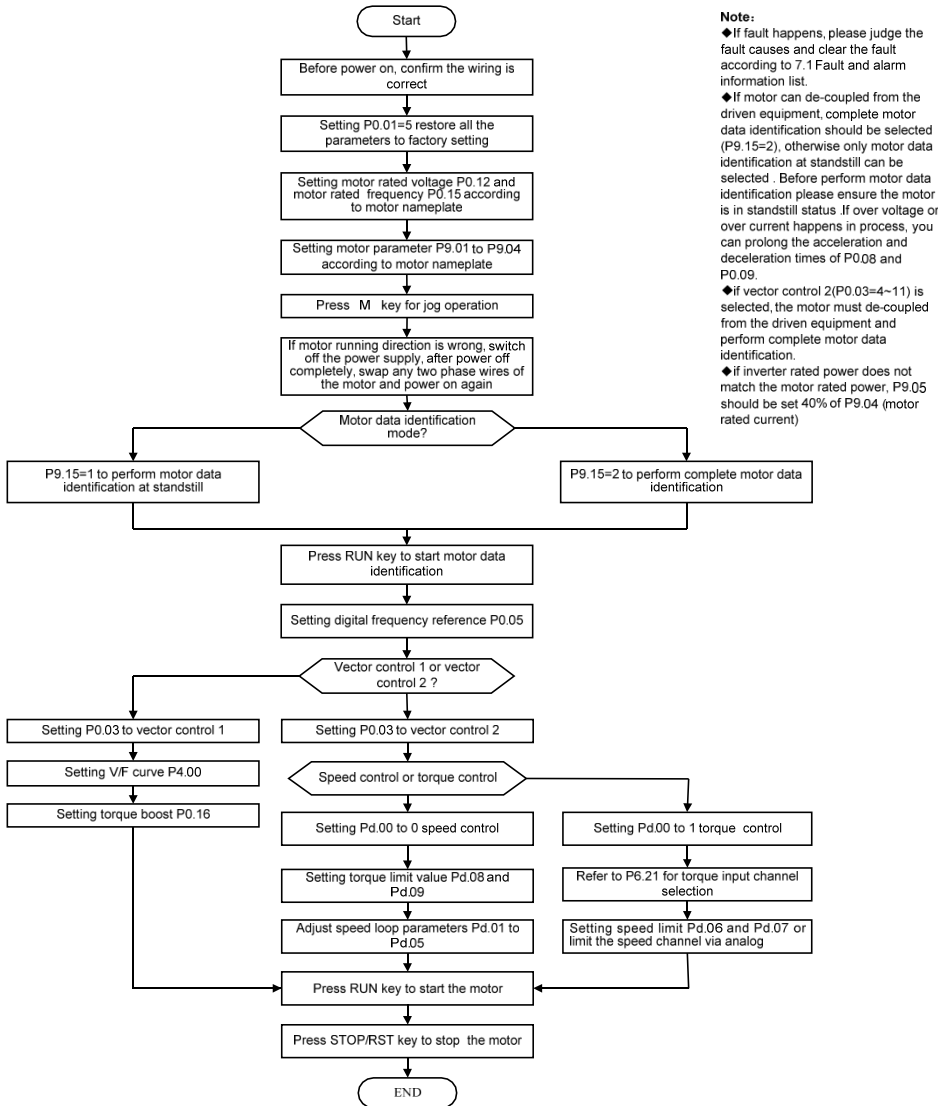 Start
Before power on, confirm the wiring is
correct
Setting P0.01=5 restore all the
parameters to factory setting
Setting motor rated voltage P0.12 and
motor rated frequency P0.15 according
to motor nameplate
Setting motor parameter P9.01 to P9.04
according to motor nameplate
Press M key for jog operation
If motor running direction is wrong, switch
off the power supply, after power off
completely, swap any two phase wires of
the motor and power on again
Motor data identification
mode?
P9.15=1 to perform motor data
identification at standstill
P9.15=2 to perform complete motor data
identification
Press RUN key to start motor data
identification
Setting digital frequency reference P0.05
Vector control 1 or vector
control 2 ?
Setting P0.03 to vector control 1
Setting V/F curve P4.00
Setting torque boost P0.16
Setting P0.03 to vector control 2
Speed control or torque control
Setting Pd.00 to 0 speed control
Setting torque limit value Pd.08 and
Pd.09
Adjust speed loop parameters Pd.01 to
Pd.05
Setting Pd.00 to 1 torque control
Refer to P6.21 for torque input channel
selection
Setting speed limit Pd.06 and Pd.07 or
limit the speed channel via analog
Press RUN key to start the motor
Press STOP/RST key to stop the motor
END
Note:
◆If fault happens, please judge the
fault causes and clear the fault
according to 7.1 Fault and alarm
information list.
◆If motor can de-coupled from the
driven equipment, complete motor
data identification should be selected
(P9.15=2), otherwise only motor data
identification at standstill can be
selected . Before perform motor data
identification please ensure the motor
is in standstill status .If over voltage or
over current happens in process, you
can prolong the acceleration and
deceleration times of P0.08 and
P0.09.
◆if vector control 2(P0.03=4~11) is
selected, the motor must de-coupled
from the driven equipment and
perform complete motor data
identification.
◆if inverter rated power does not
match the motor rated power, P9.05
should be set 40% of P9.04 (motor
rated current)